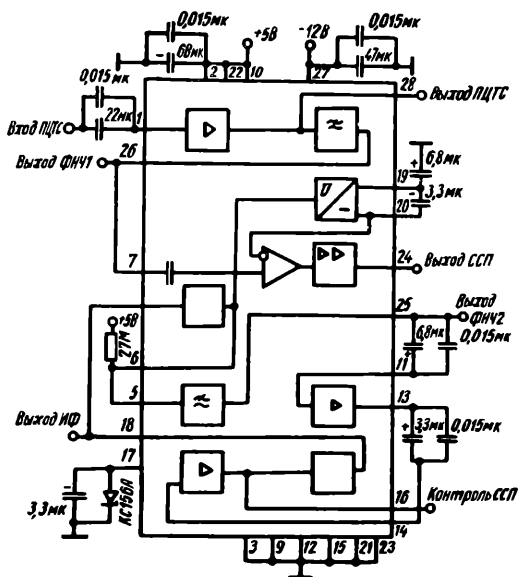 0,015мк
+5В
-12В
0,015мк
68мк
47мк
2
22
10
27
0,015мк
28
Выход ПЦТС
22мк
1
Вход ПЦТС
26
Выход ФНЧ1
19
6,8мк
3,3мк
20
7
24
Выход ССП
25
Выход
ФНЧ2
+5В
27М
6
6,8мк
0,015мк
11
5
13
Выход ИФ
18
3,3мк
0,015мк
17
16
Контроль ССП
14
3,3мк
КС156А
3
9
12
15
21
23